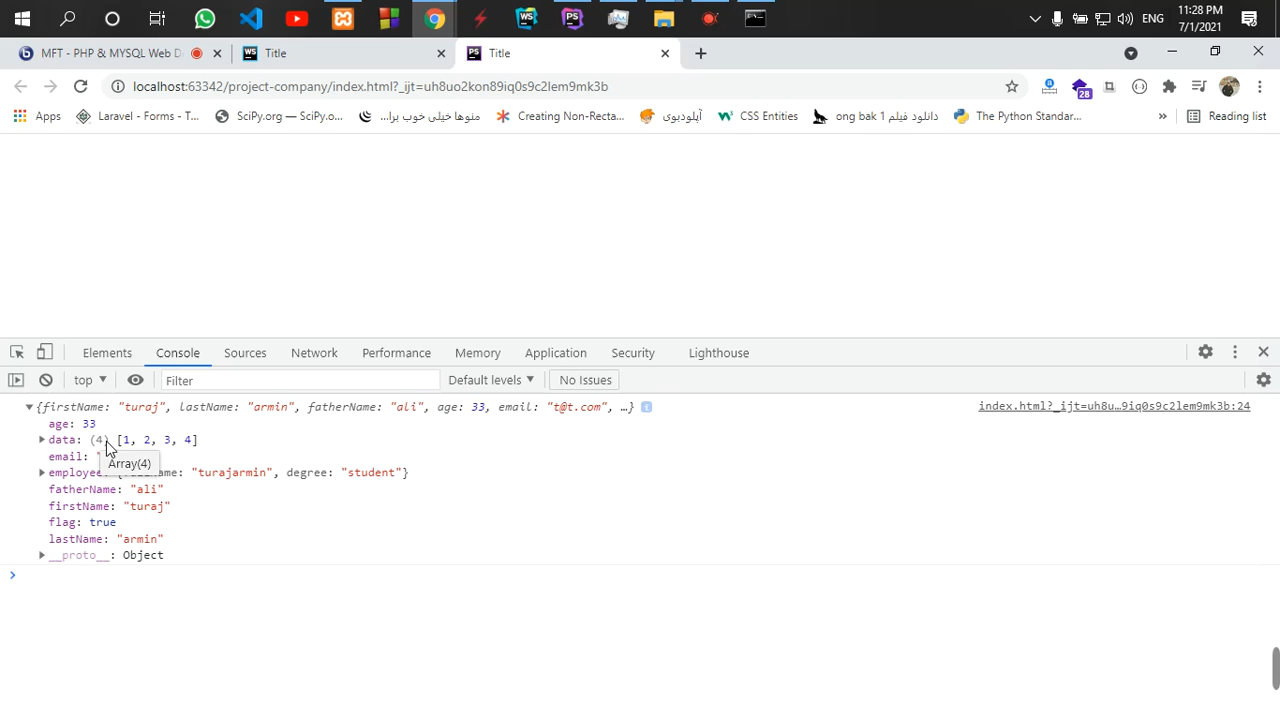 ENG
11:28 PM
7/1/2021
MFT - PHP & MYSQL Web D
Title
Title
localhost:63342/project-company/index.html?_ijt=uh8uo2kon89iq0s9c2lem9mk3b
28
Apps
Laravel - Forms - T...
SciPy.org — SciPy.o...
منوها خیلی خوب برا...
Creating Non-Recta...
آپلودبوی
CSS Entities
دانلود فیلم ong bak 1
The Python Standar...
»
Reading list
Elements Console Sources Network Performance Memory Application Security Lighthouse
top
Filter
Default levels
No Issues
{firstName: "turaj", lastName: "armin", fatherName: "ali", age: 33, email: "t@t.com", …}
index.html?_ijt=uh8u…9iq0s9c2lem9mk3b:24
age: 33
data: (4) [1, 2, 3, 4]
email: "
Array(4)
employee: name: "turajarmin", degree: "student"}
fatherName: "ali"
firstName: "turaj"
flag: true
lastName: "armin"
__proto__: Object